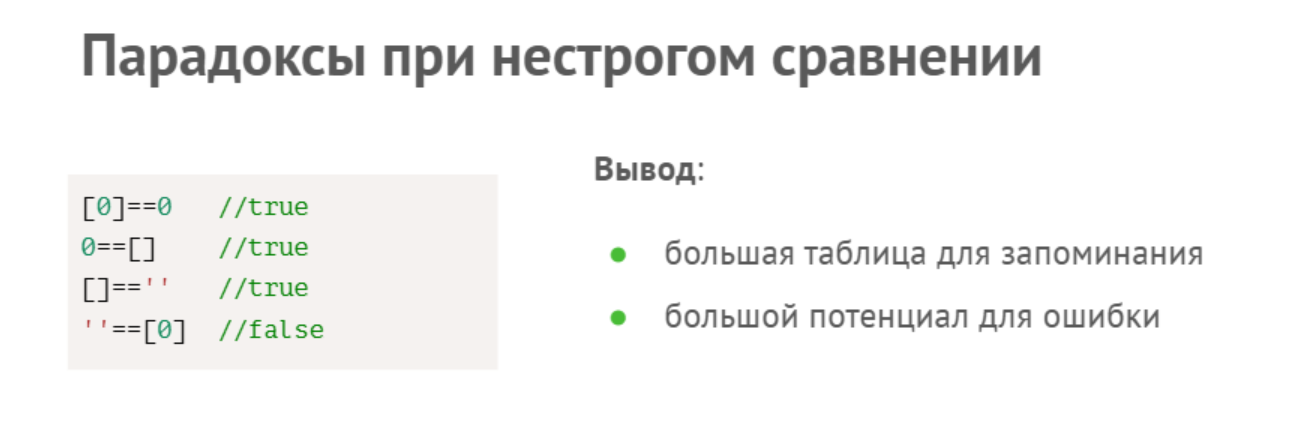 Парадоксы при нестрогом сравнении
[0]==0   //true
0==[]    //true
[]==''   //true
''==[0]  //false
Вывод:
большая таблица для запоминания
большой потенциал для ошибки